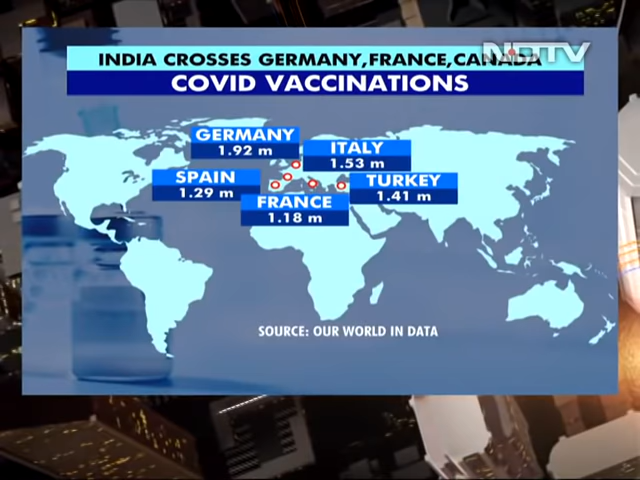 NDTV
INDIA CROSSES GERMANY,FRANCE,CANADA
COVID VACCINATIONS
GERMANY
1.92 m
ITALY
1.53 m
SPAIN
1.29 m
TURKEY
1.41 m
FRANCE
1.18 m
SOURCE: OUR WORLD IN DATA